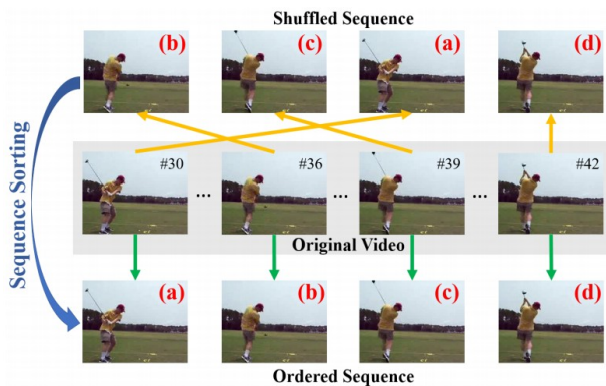 Shuffled Sequence
(b) (c) (a) (d)
Sequence Sorting
#30 #36 #39 #42
... ... ...
Original Video
(a) (b) (c) (d)
Ordered Sequence